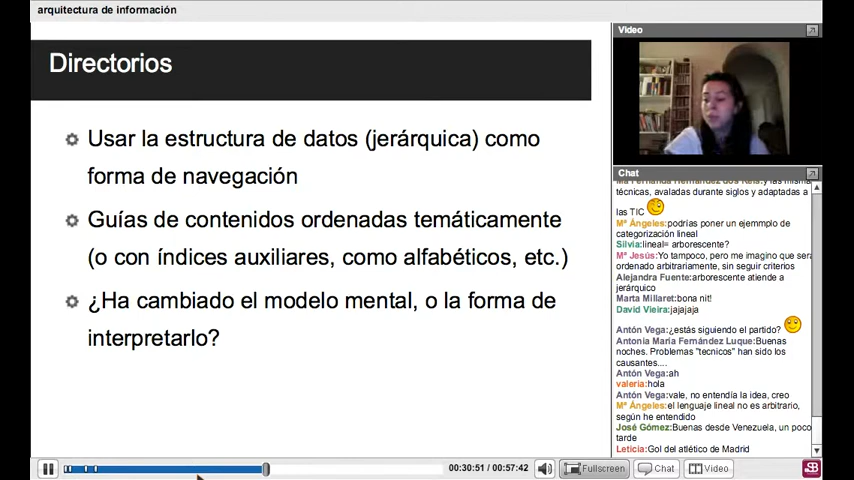 arquitectura de información
Directorios
Usar la estructura de datos (jerárquica) como
forma de navegación
Guías de contenidos ordenadas temáticamente
(o con índices auxiliares, como alfabéticos, etc.)
¿Ha cambiado el modelo mental, o la forma de
interpretarlo?
Video
Chat
técnicas, avaladas durante siglos y adaptadas a
las TIC
Mª Ángeles:podrías poner un ejemmplo de
categorización lineal
Silvia:lineal= arborescente?
Mª Jesús:Yo tampoco, pero me imagino que será
ordenado arbitrariamente, sin seguir criterios
Alejandra Fuente:arborescente atiende a
jerárquico
Marta Millaret:bona nit!
David Vieira:jajajaja
Antón Vega:¿estás siguiendo el partido?
Antonia María Fernández Luque:Buenas
noches. Problemas "tecnicos" han sido los
causantes....
Antón Vega:ah
valeria:hola
Antón Vega:vale, no entendía la idea, creo
Mª Ángeles:el lenguaje lineal no es arbitrario,
según he entendido
José Gómez:Buenas desde Venezuela, un poco
tarde
Leticia:Gol del atlético de Madrid
00:30:51 / 00:57:42
Fullscreen
Chat
Video